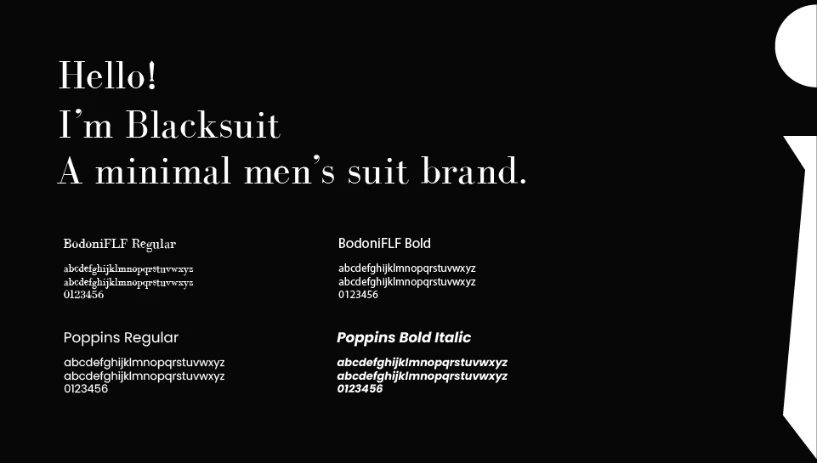 Hello!
I’m Blacksuit
A minimal men’s suit brand.
BodoniFLF Regular
abcdefghijklmnopqrstuvwxyz
abcdefghijklmnopqrstuvwxyz
0123456
BodoniFLF Bold
abcdefghijklmnopqrstuvwxyz
abcdefghijklmnopqrstuvwxyz
0123456
Poppins Regular
abcdefghijklmnopqrstuvwxyz
abcdefghijklmnopqrstuvwxyz
0123456
Poppins Bold Italic
abcdefghijklmnopqrstuvwxyz
abcdefghijklmnopqrstuvwxyz
0123456